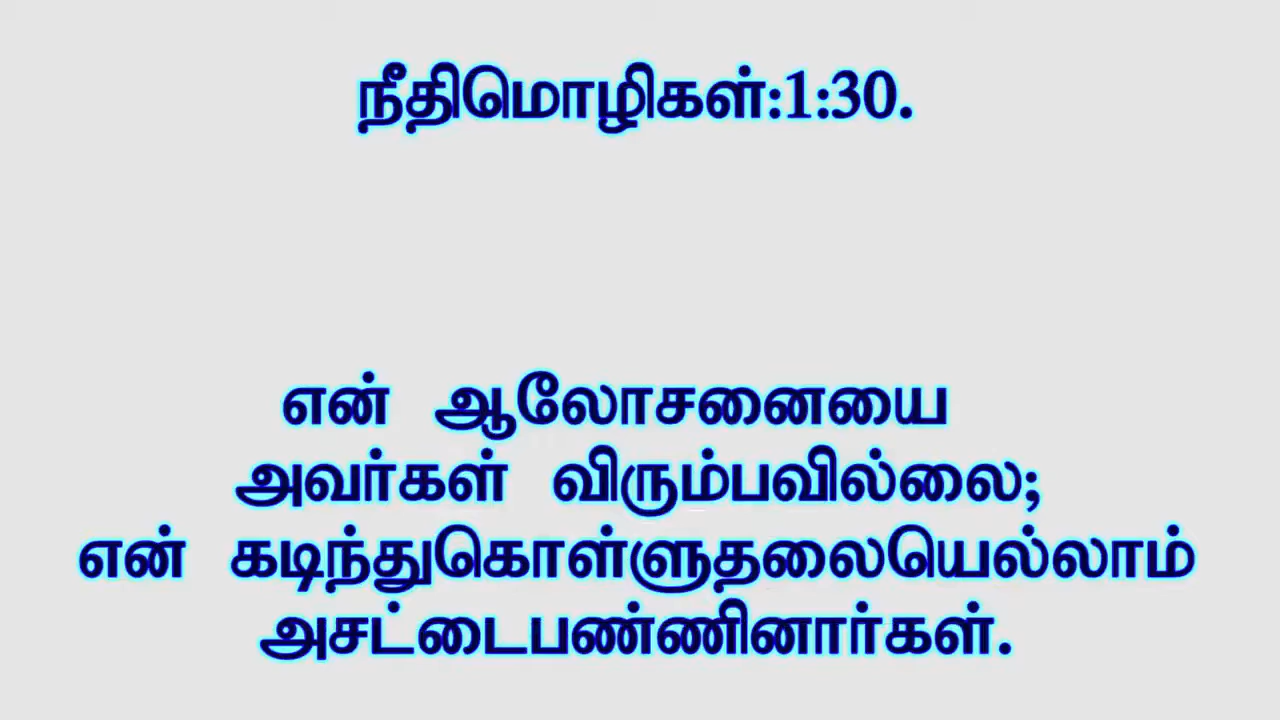 நீதிமொழிகள்:1:30.
என் ஆலோசனையை
அவர்கள் விரும்பவில்லை;
என் கடிந்துகொள்ளுதலையெல்லாம்
அசட்டைபண்ணினார்கள்.